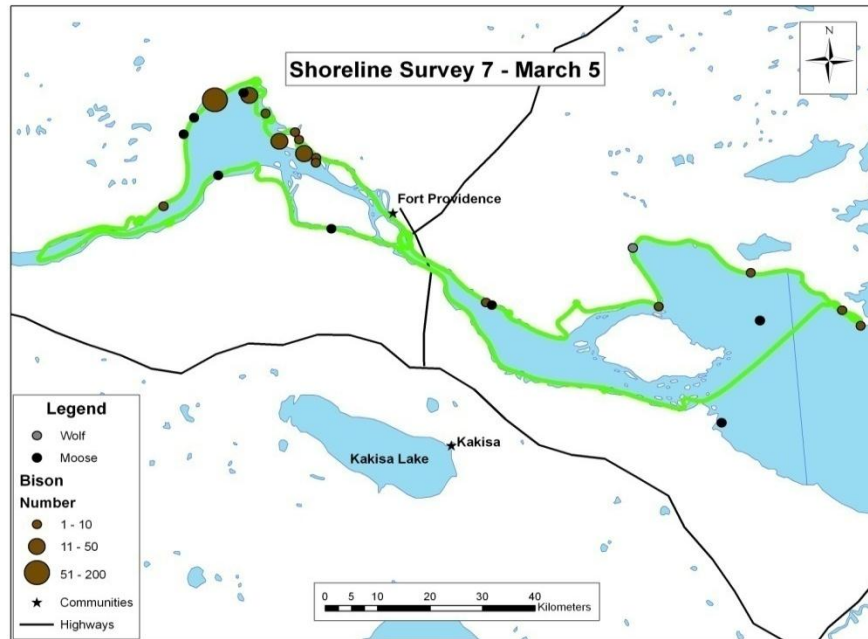 Shoreline Survey 7 - March 5
N
Fort Providence
Kakisa
Kakisa Lake
Legend
Wolf
Moose
Bison
Number
1 - 10
11 - 50
51 - 200
Communities
Highways
0 5 10 20 30 40
Kilometers